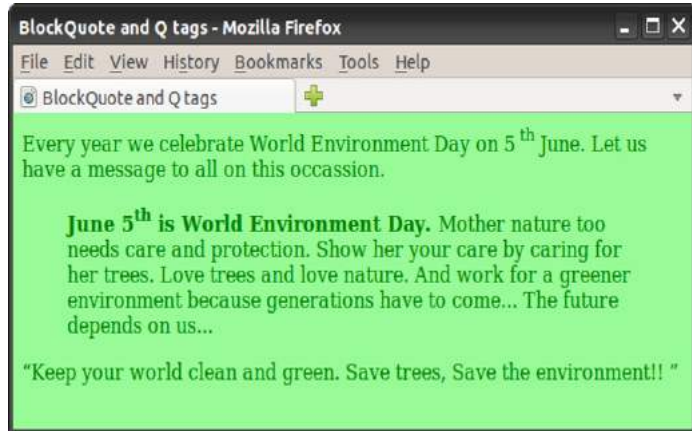 BlockQuote and Q tags - Mozilla Firefox
File Edit View History Bookmarks Tools Help
BlockQuote and Q tags
Every year we celebrate World Environment Day on 5 th June. Let us
have a message to all on this occassion.
June 5th is World Environment Day. Mother nature too
needs care and protection. Show her your care by caring for
her trees. Love trees and love nature. And work for a greener
environment because generations have to come... The future
depends on us...
“Keep your world clean and green. Save trees, Save the environment!! ”